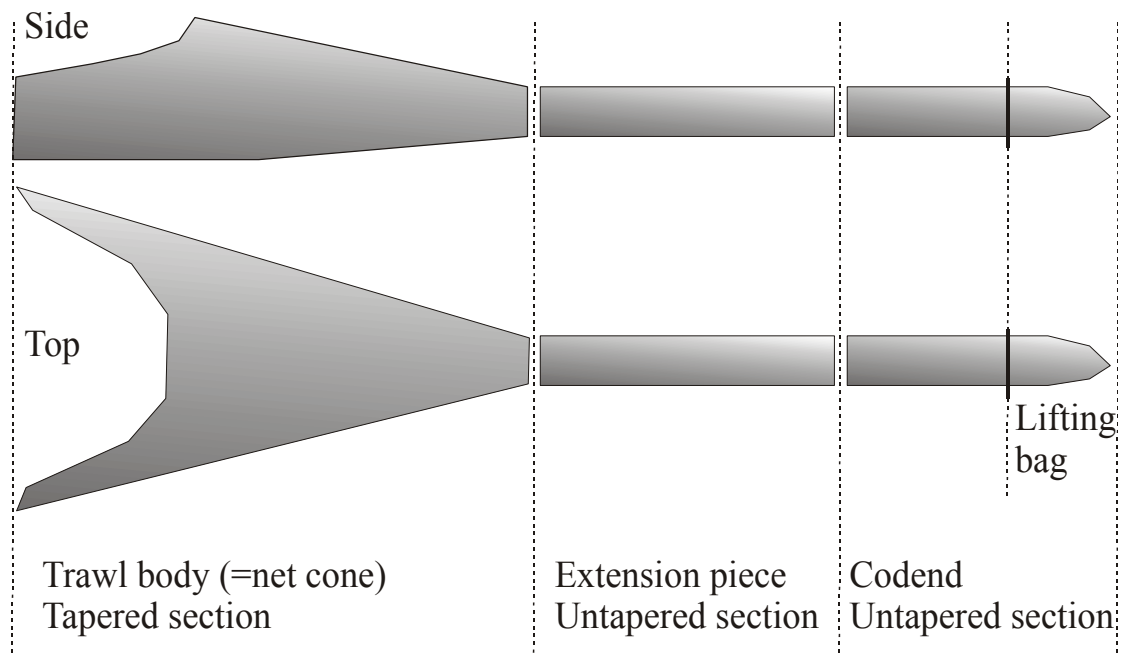 Side
Top
Lifting
bag
Trawl body (=net cone)
Tapered section
Extension piece
Untapered section
Codend
Untapered section